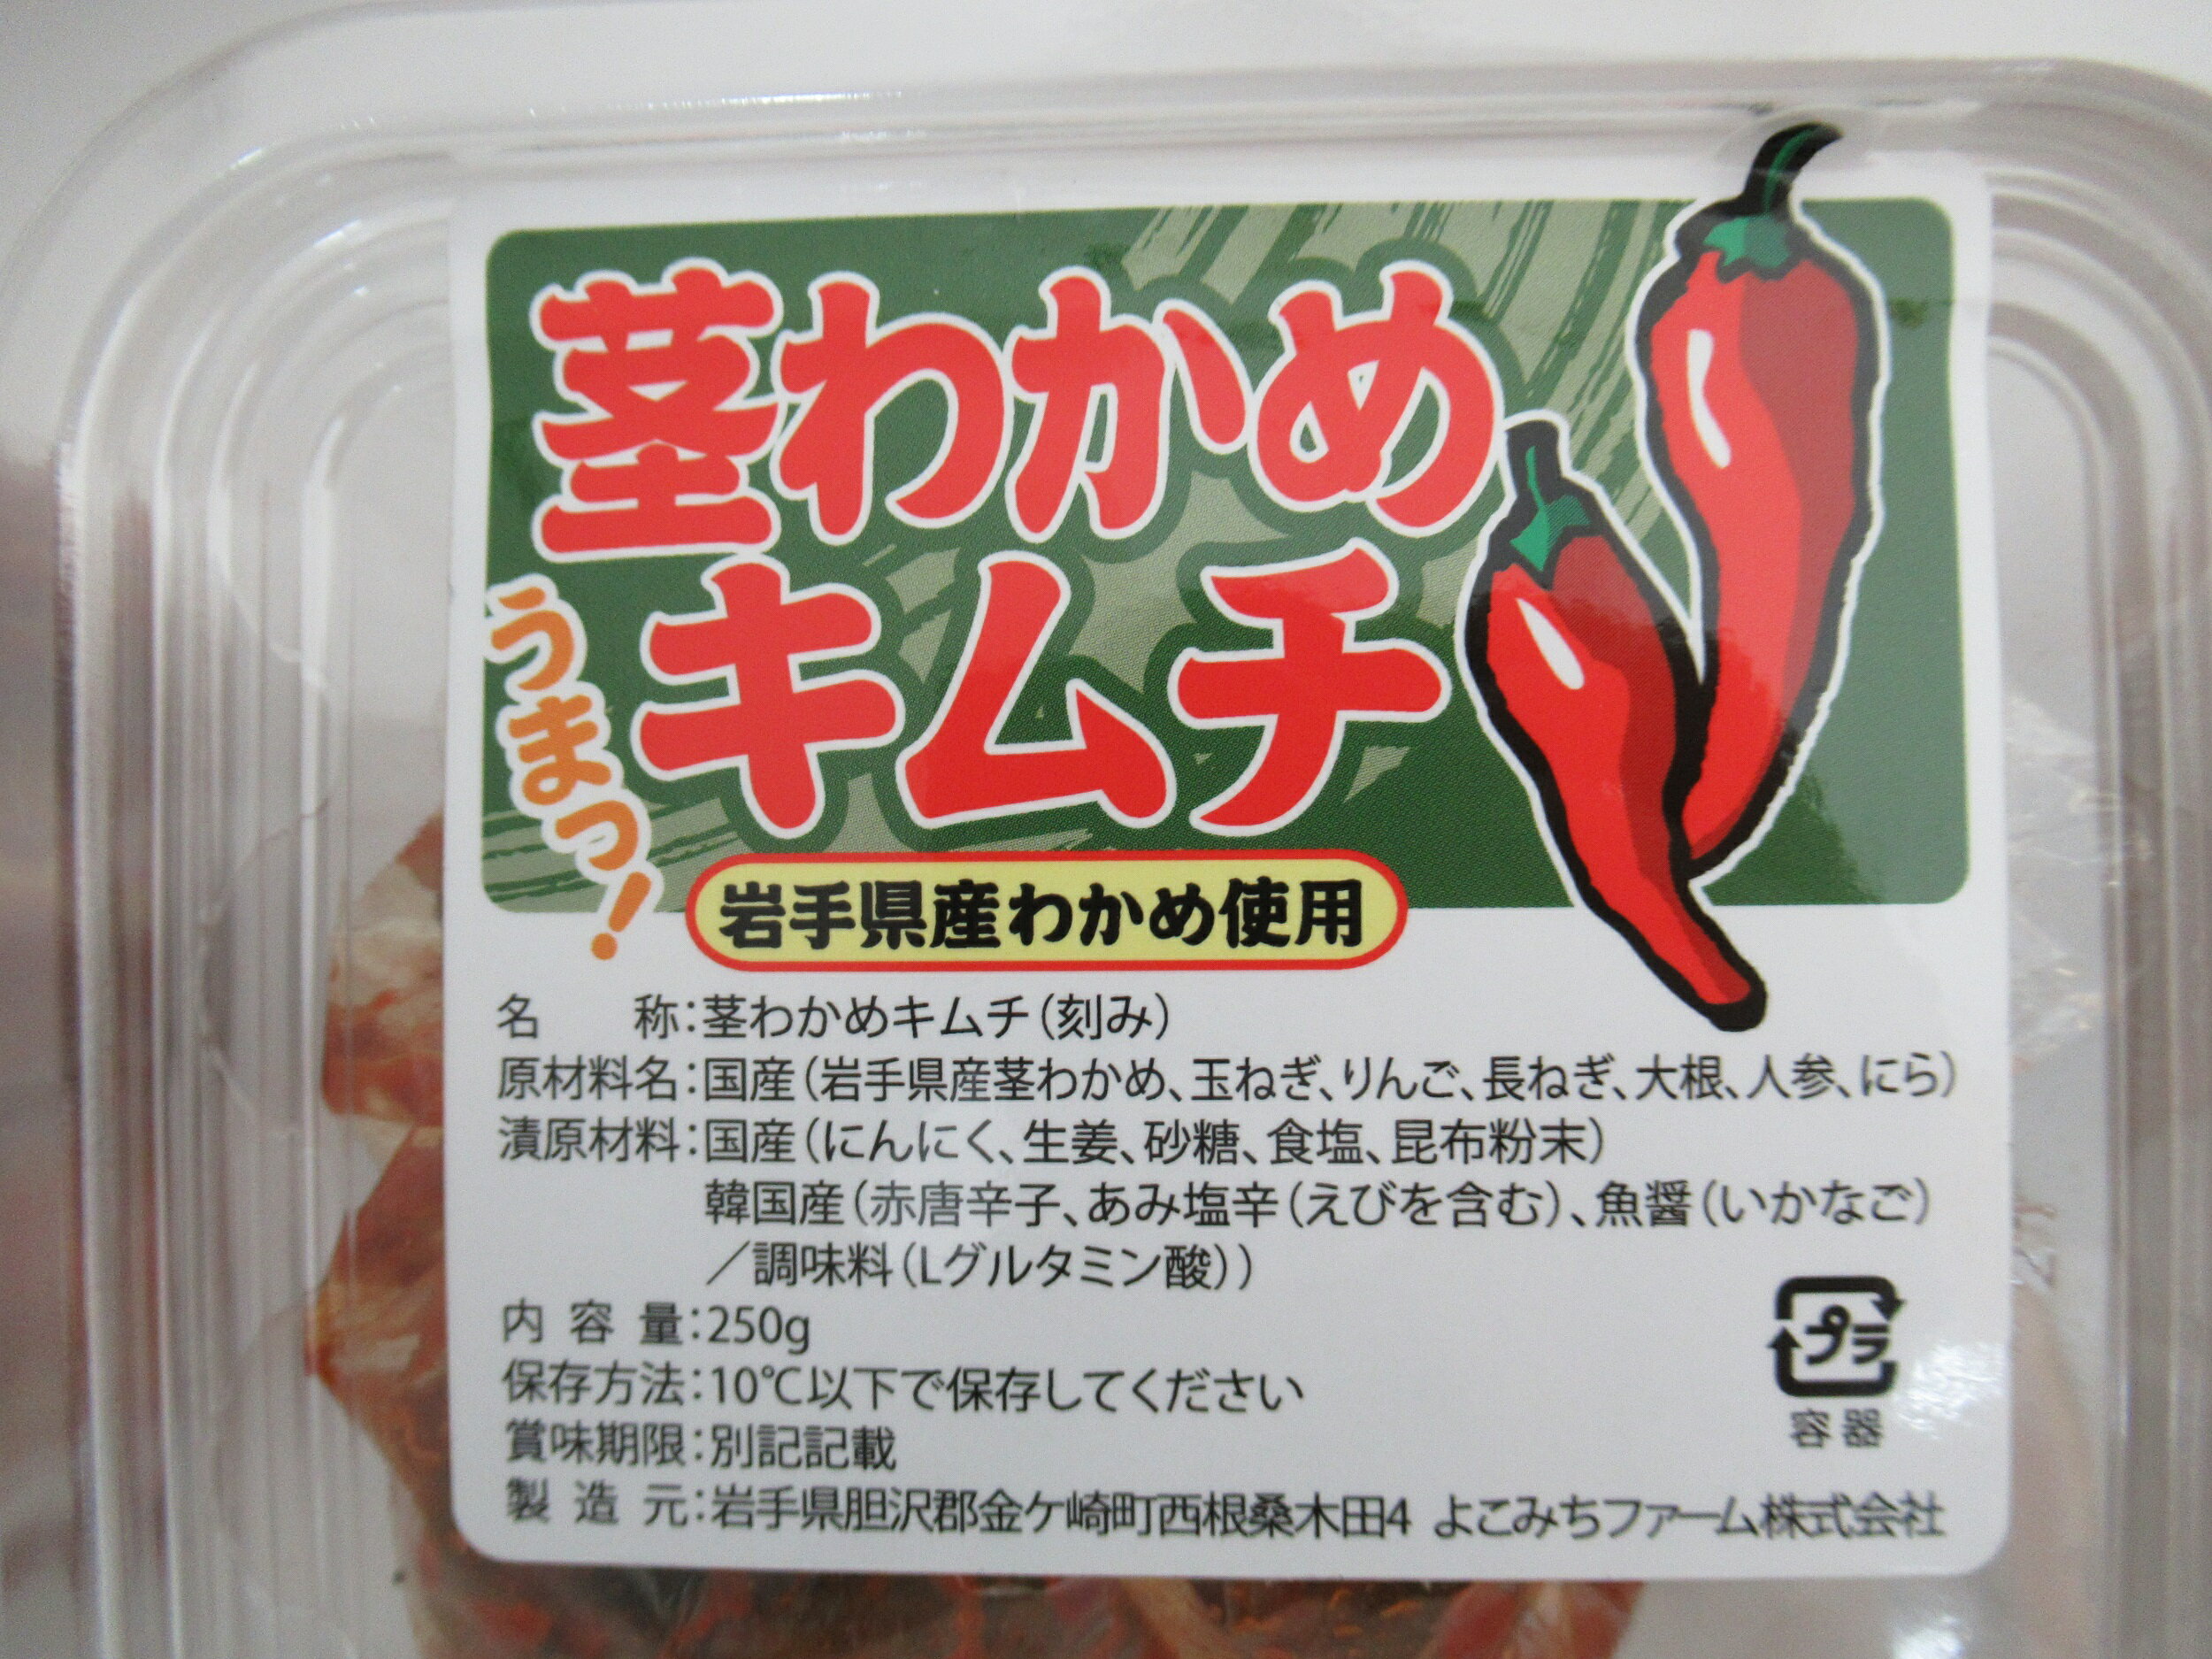 茎わかめ
キムチ
うまっ!
岩手県産わかめ使用
名　称：茎わかめキムチ（刻み）
原材料名：国産（岩手県産茎わかめ、玉ねぎ、りんご、長ねぎ、大根、人参、にら）
漬原材料：国産（にんにく、生姜、砂糖、食塩、昆布粉末）
韓国産（赤唐辛子、あみ塩辛（えびを含む）、魚醤（いかなご）
／調味料（Lグルタミン酸））
内容量：250g
保存方法：10℃以下で保存してください
賞味期限：別記記載
製造元：岩手県胆沢郡金ケ崎町西根桑木田4 よこみちファーム株式会社
プラ
容器